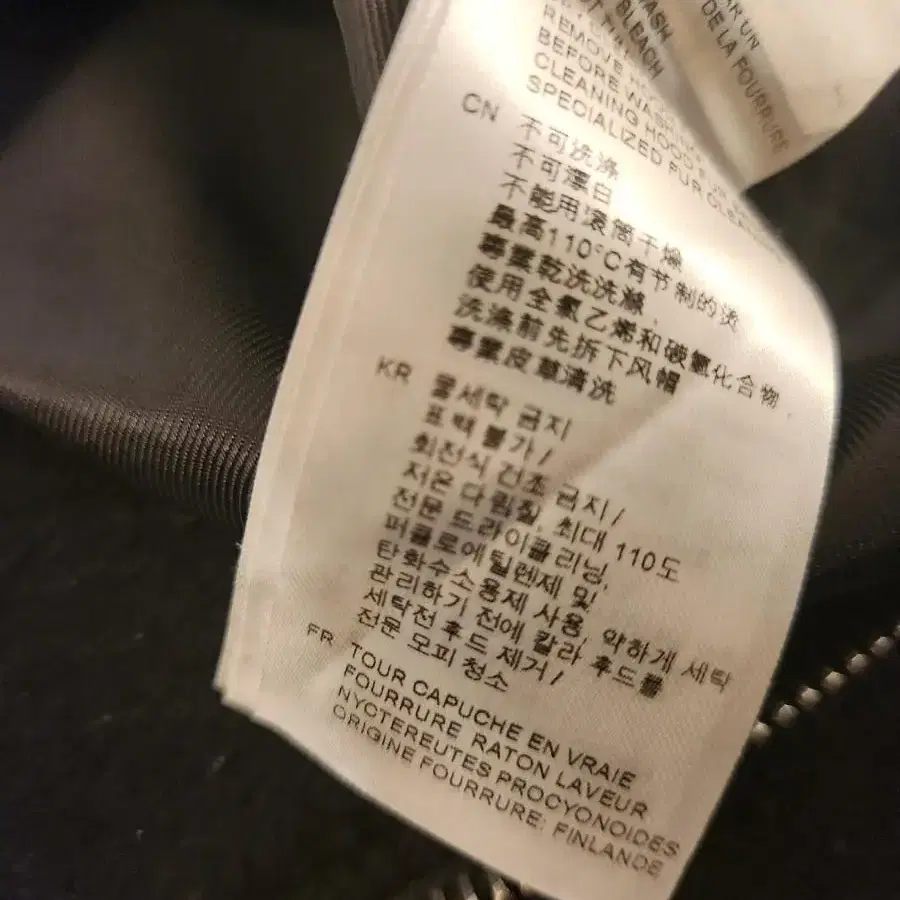 WASH
BLEACH
REMOVE
BEFORE
CLEANING HOOD FUR
SPECIALIZED FUR
DE LA FOURRURE
CN 不可洗涤
不可漂白
不能用滚筒干燥
最高110°C有节制的烫
專業乾洗洗滌
使用全氯乙烯和碳氢化合物
洗涤前先拆下风帽
專業皮草清洗
KR 물세탁 금지
표백 불가/
회전식 건조 금지/
저온 다림질, 최대 110도
전문 드라이클리닝,
퍼클로에틸렌제 및
탄화수소용제 사용, 약하게 세탁
관리하기 전에 칼라 후드를
세탁전 후드 제거/
전문 모피 청소
FR TOUR CAPUCHE EN VRAIE
FOURRURE RATON LAVEUR
NYCTEREUTES PROCYONOIDES
ORIGINE FOURRURE: FINLANDE